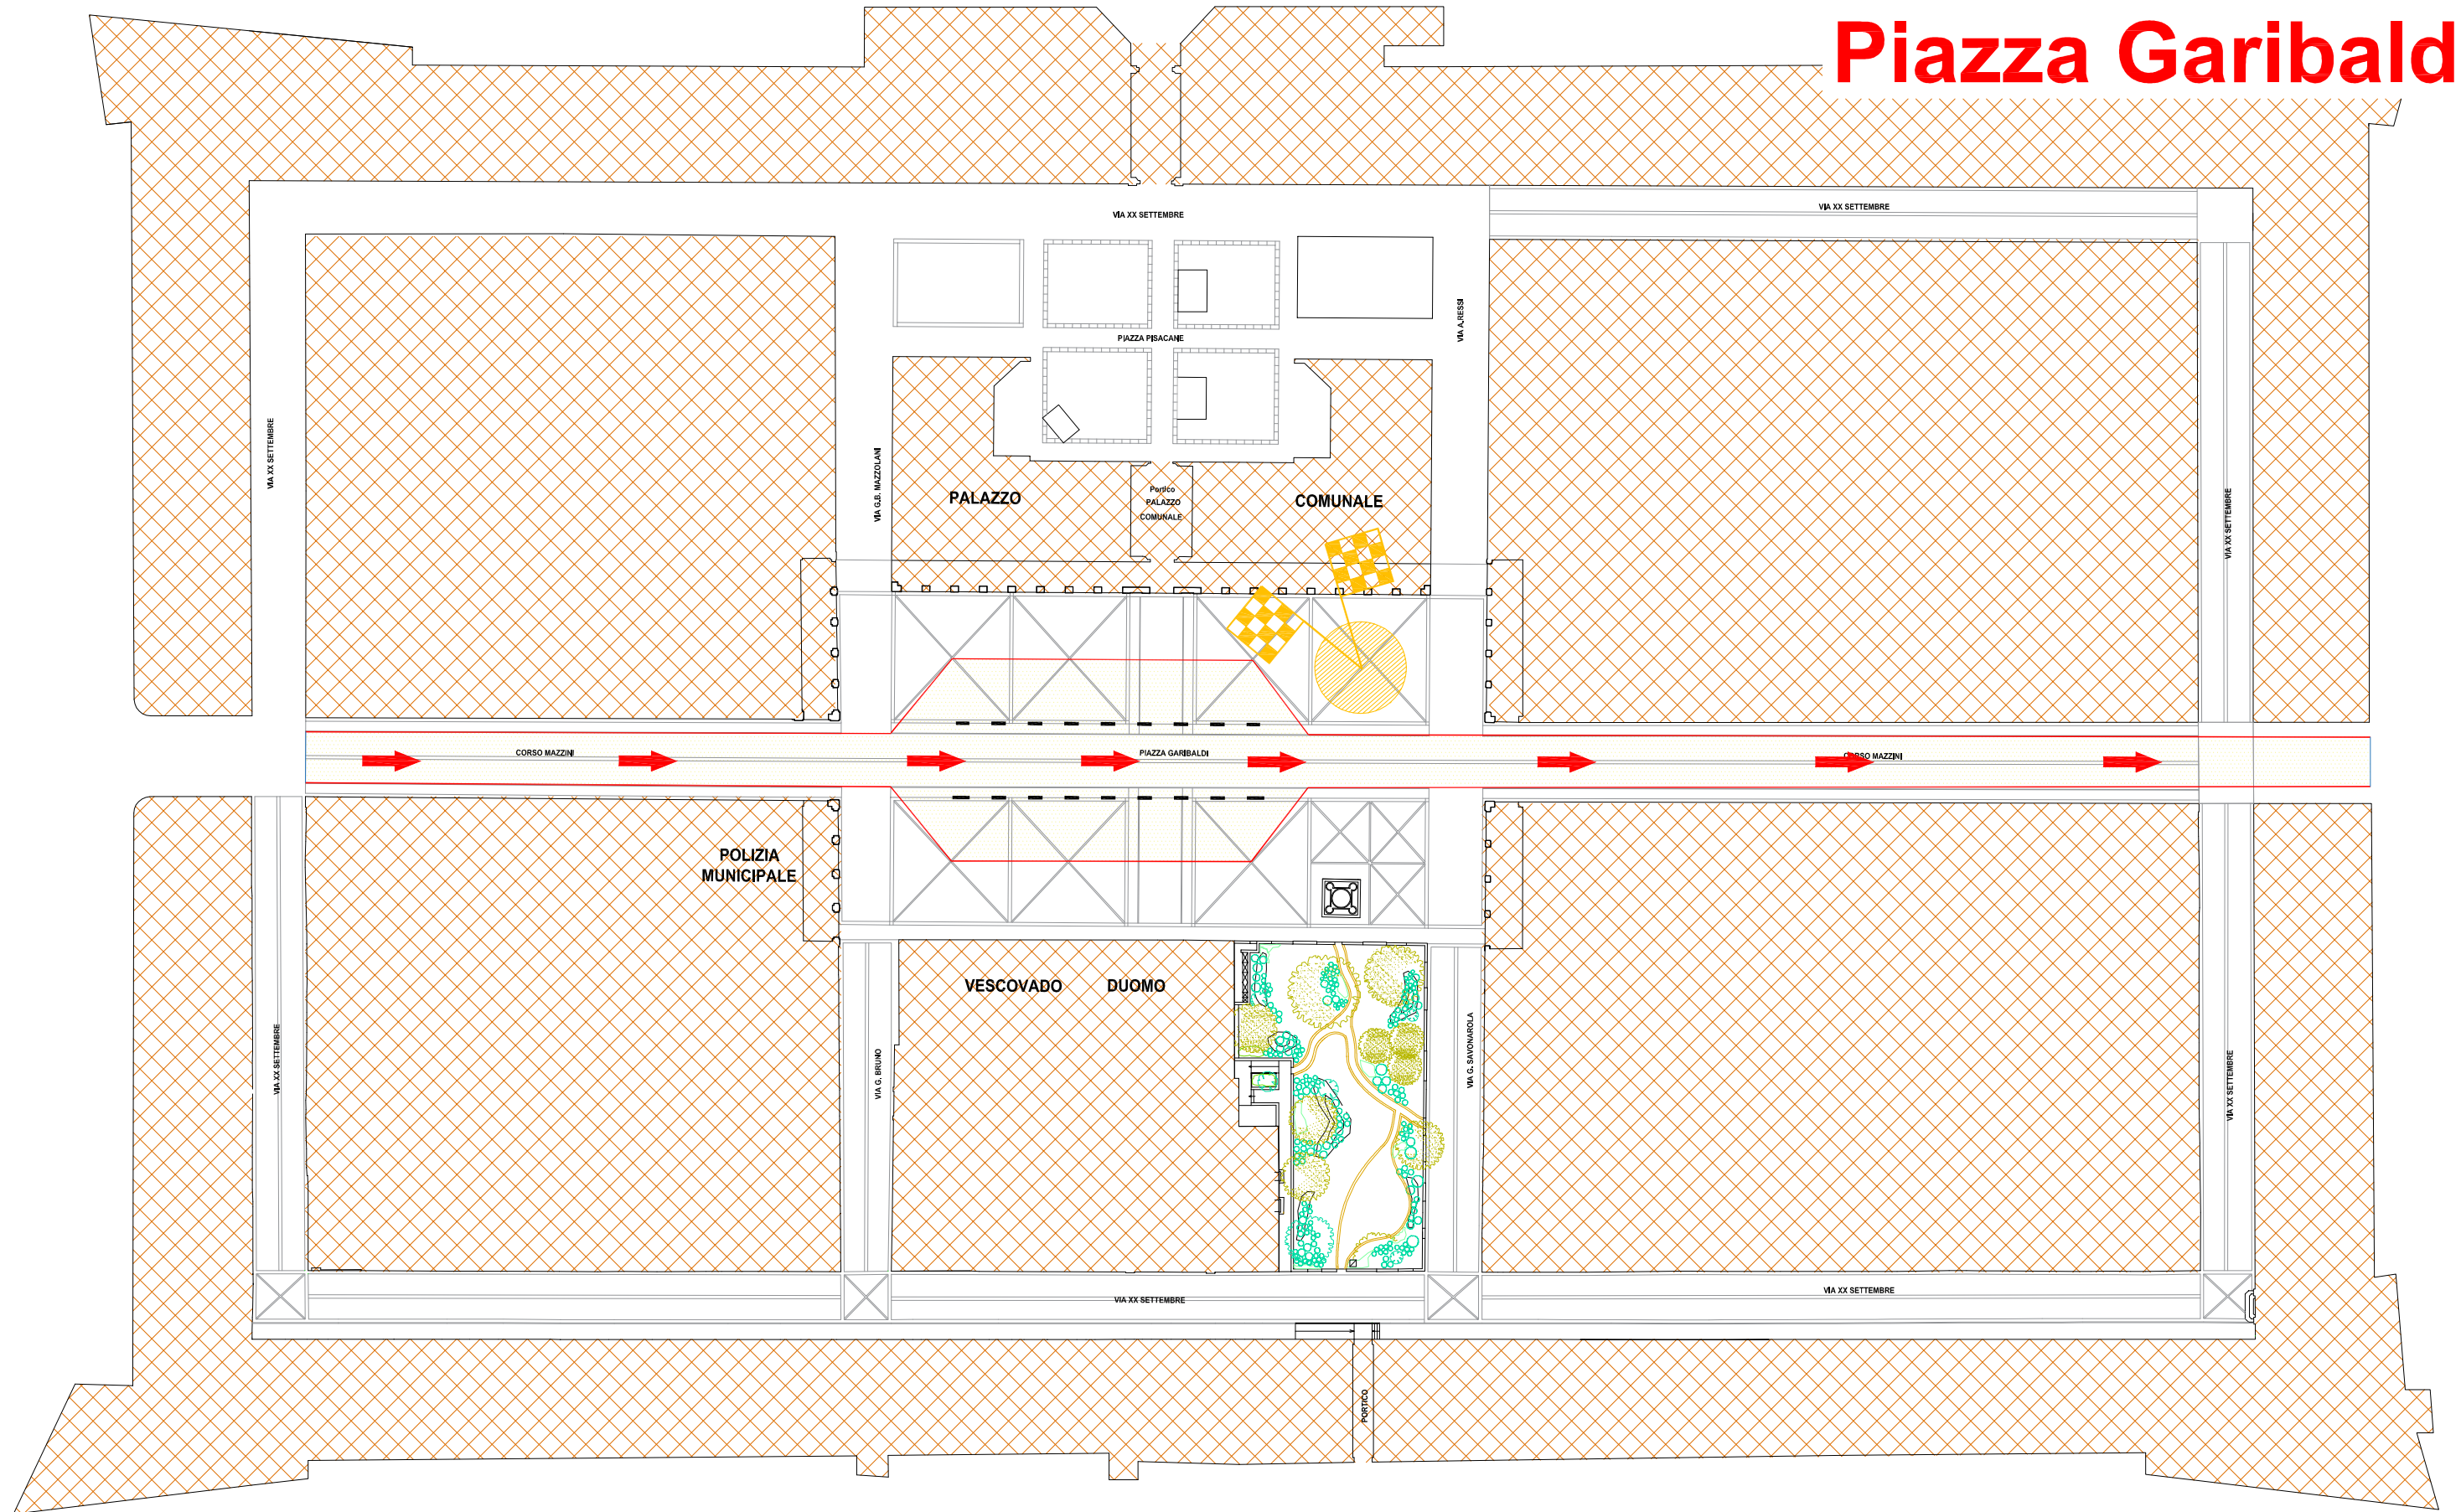 Piazza Garibald
VIA XX SETTEMBRE
VIA XX SETTEMBRE
VIA A.RESSI
PIAZZA PISACANE
VIA XX SETTEMBRE
VIA G.B. MAZZOLANI
PALAZZO
Portico
PALAZZO
COMUNALE
COMUNALE
VIA XX SETTEMBRE
CORSO MAZZINI
PIAZZA GARIBALDI
CORSO MAZZINI
POLIZIA
MUNICIPALE
VESCOVADO
DUOMO
VIA XX SETTEMBRE
VIA G. BRUNO
VIA G. SAVONAROLA
VIA XX SETTEMBRE
VIA XX SETTEMBRE
VIA XX SETTEMBRE
PORTICO